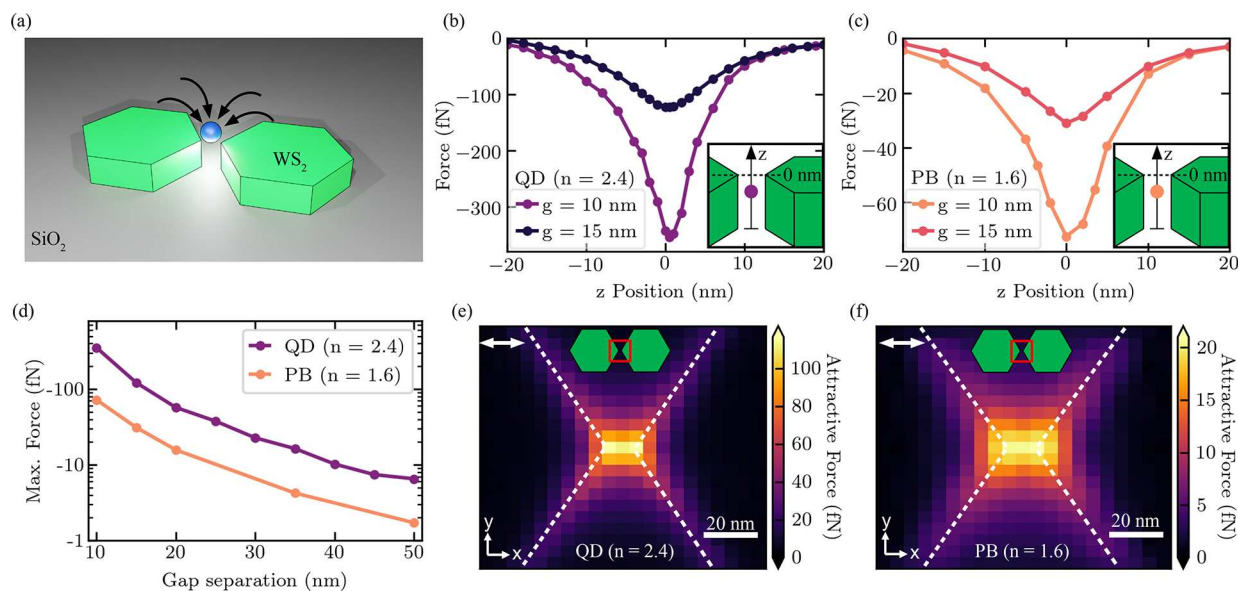 (a)
WS2
SiO2
(b)
0
−100
−200
−300
Force (fN)
QD (n = 2.4)
g = 10 nm
g = 15 nm
z
0 nm
−20
−10
0
10
20
z Position (nm)
(c)
0
−20
−40
−60
Force (fN)
PB (n = 1.6)
g = 10 nm
g = 15 nm
z
0 nm
−20
−10
0
10
20
z Position (nm)
(d)
-100
-10
-1
Max. Force (fN)
QD (n = 2.4)
PB (n = 1.6)
10
20
30
40
50
Gap separation (nm)
(e)
y
x
QD (n = 2.4)
20 nm
100
80
60
40
20
0
Attractive Force (fN)
(f)
y
x
PB (n = 1.6)
20 nm
20
15
10
5
0
Attractive Force (fN)